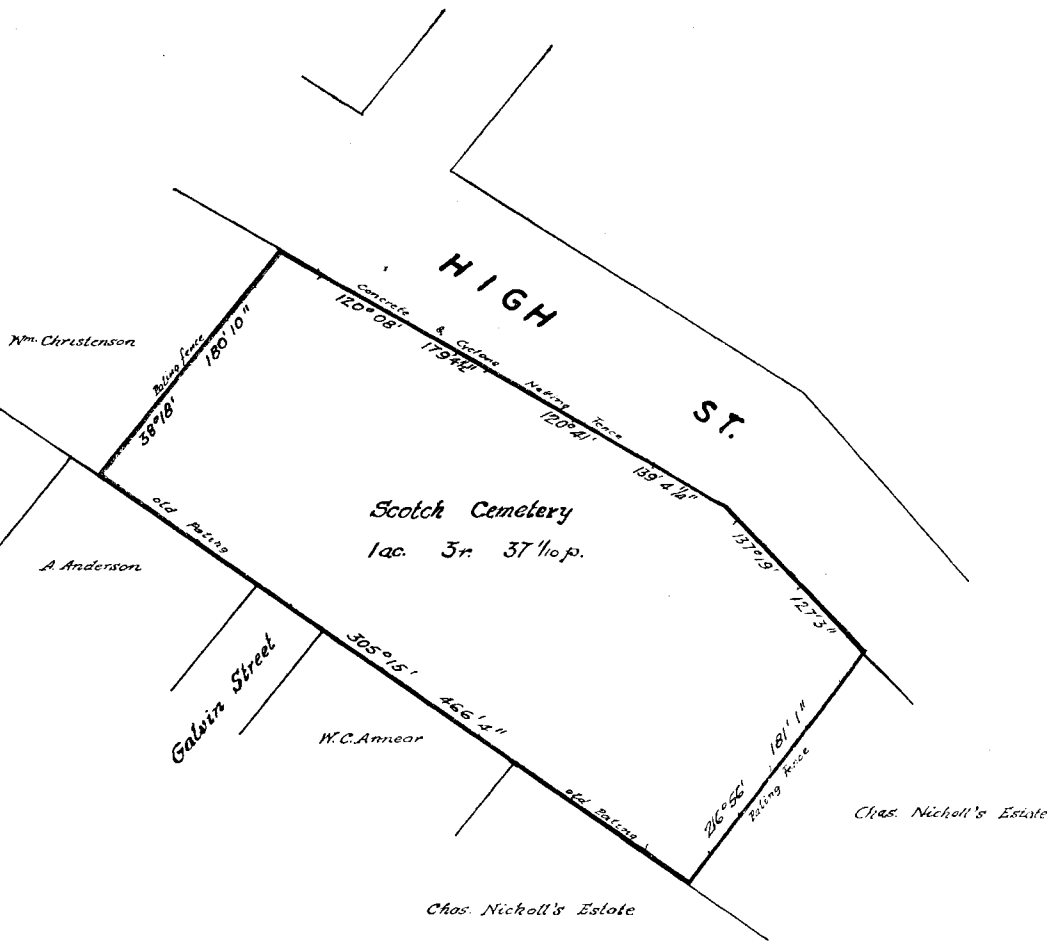 HIGH ST.
Concrete & Cyclone Netting Fence
120°08'
179'4½"
120°41'
139'4¼"
Wm. Christenson
Paling fence
180'10"
38°18'
Scotch Cemetery
1ac. 3r. 37 1/10 p.
137°19'
127'3"
old Paling
A. Anderson
Galvin Street
305°15'
466'4"
W.C. Annear
old Paling
181'1"
216°56'
Paling Fence
Chas. Nicholl's Estate
Chas. Nicholl's Estate